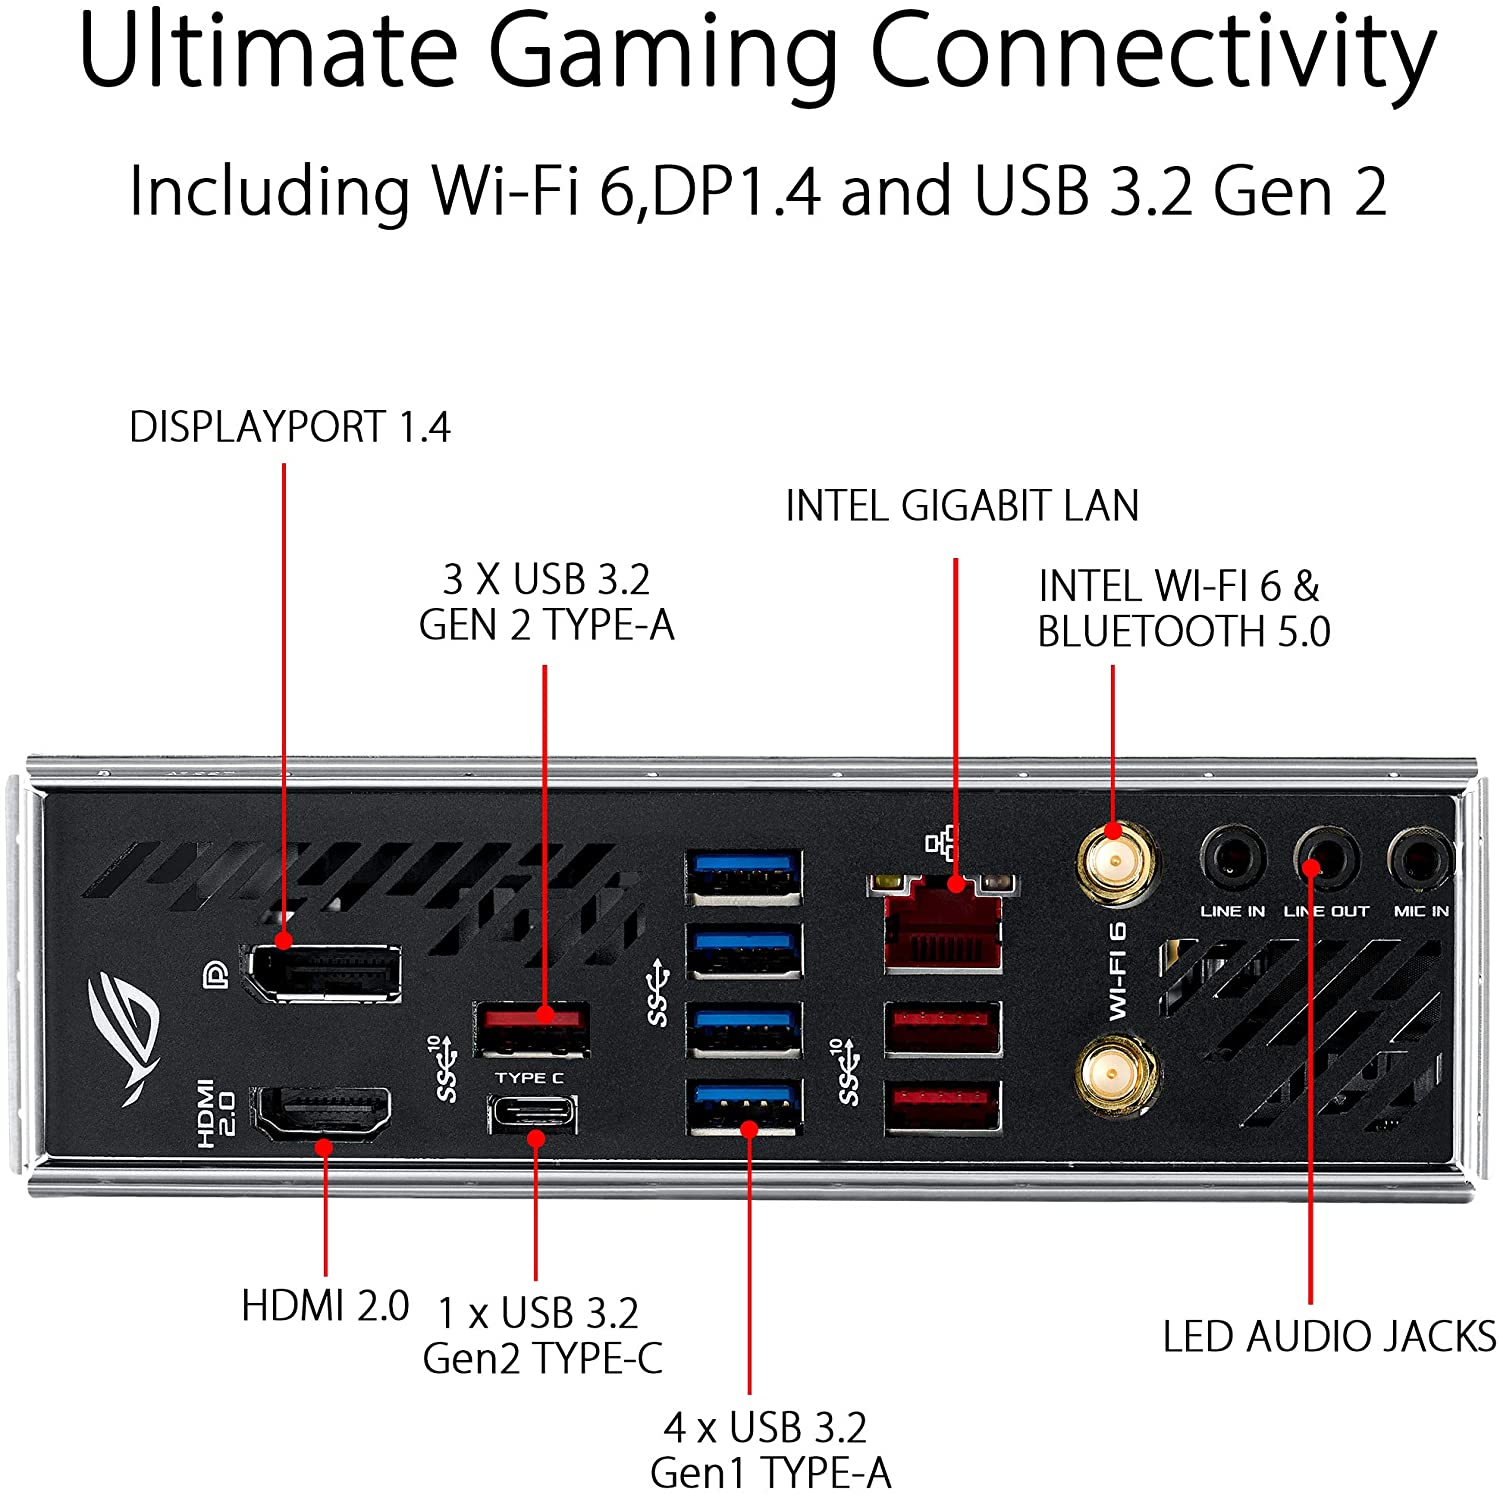 Ultimate Gaming Connectivity
Including Wi-Fi 6,DP1.4 and USB 3.2 Gen 2
DISPLAYPORT 1.4
INTEL GIGABIT LAN
3 X USB 3.2
GEN 2 TYPE-A
INTEL WI-FI 6 &
BLUETOOTH 5.0
LINE IN
LINE OUT
MIC IN
WI-FI 6
SS 10
TYPE C
SS
SS 10
HDMI
2.0
HDMI 2.0
1 x USB 3.2
Gen2 TYPE-C
LED AUDIO JACKS
4 x USB 3.2
Gen1 TYPE-A